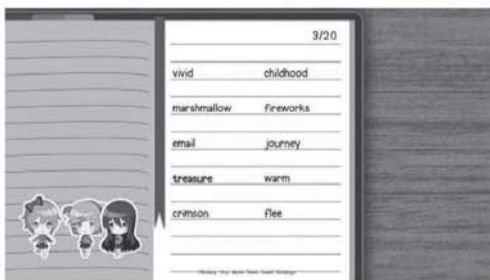 3/20
vivid childhood
marshmallow fireworks
email journey
treasure warm
crimson flee